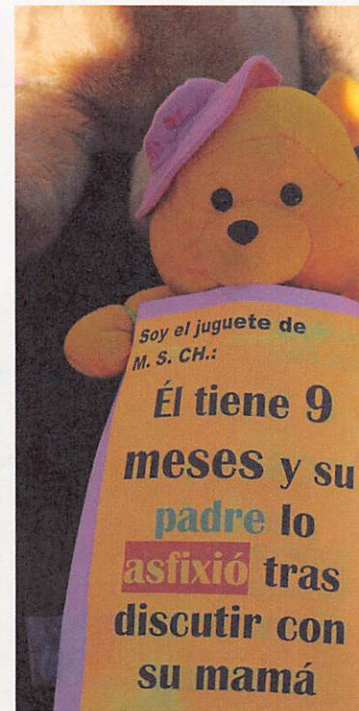 Soy el juguete de
M. S. CH.:
Él tiene 9
meses y su
padre lo
asfixió tras
discutir con
su mamá